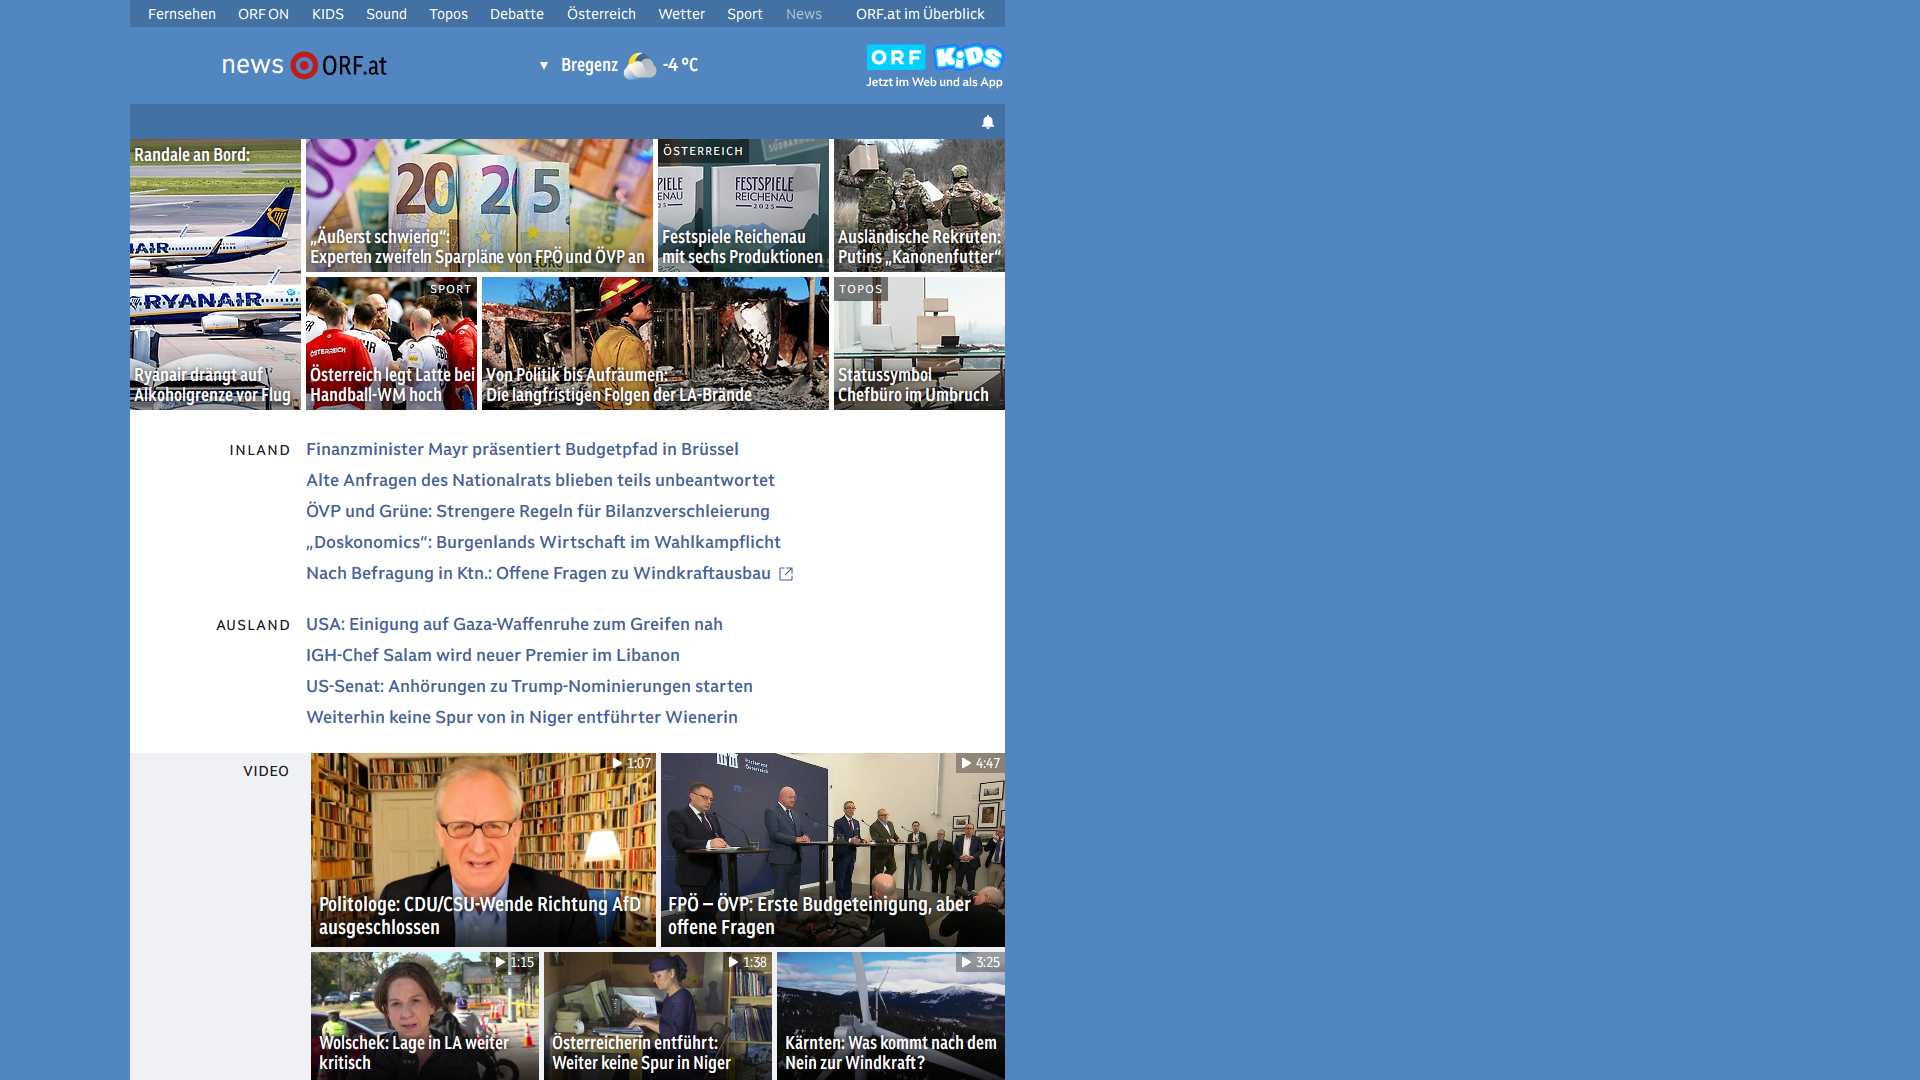 Fernsehen ORF ON KIDS Sound Topos Debatte Österreich Wetter Sport News ORF.at im Überblick
news ORF.at
Bregenz -4 °C
ORF KiDS
Jetzt im Web und als App
Randale an Bord:
RYANAIR
Ryanair drängt auf
Alkoholgrenze vor Flug
2025
„Äußerst schwierig“:
Experten zweifeln Sparpläne von FPÖ und ÖVP an
ÖSTERREICH
FESTSPIELE
REICHENAU
2025
Festspiele Reichenau
mit sechs Produktionen
Ausländische Rekruten:
Putins „Kanonenfutter“
SPORT
ÖSTERREICH
Österreich legt Latte bei
Handball-WM hoch
Von Politik bis Aufräumen:
Die langfristigen Folgen der LA-Brände
TOPOS
Statussymbol
Chefbüro im Umbruch
INLAND
Finanzminister Mayr präsentiert Budgetpfad in Brüssel
Alte Anfragen des Nationalrats blieben teils unbeantwortet
ÖVP und Grüne: Strengere Regeln für Bilanzverschleierung
„Doskonomics“: Burgenlands Wirtschaft im Wahlkampflicht
Nach Befragung in Ktn.: Offene Fragen zu Windkraftausbau
AUSLAND
USA: Einigung auf Gaza-Waffenruhe zum Greifen nah
IGH-Chef Salam wird neuer Premier im Libanon
US-Senat: Anhörungen zu Trump-Nominierungen starten
Weiterhin keine Spur von in Niger entführter Wienerin
VIDEO
1:07
Politologe: CDU/CSU-Wende Richtung AfD
ausgeschlossen
4:47
FPÖ – ÖVP: Erste Budgeteinigung, aber
offene Fragen
1:15
Wolschek: Lage in LA weiter
kritisch
1:38
Österreicherin entführt:
Weiter keine Spur in Niger
3:25
Kärnten: Was kommt nach dem
Nein zur Windkraft?